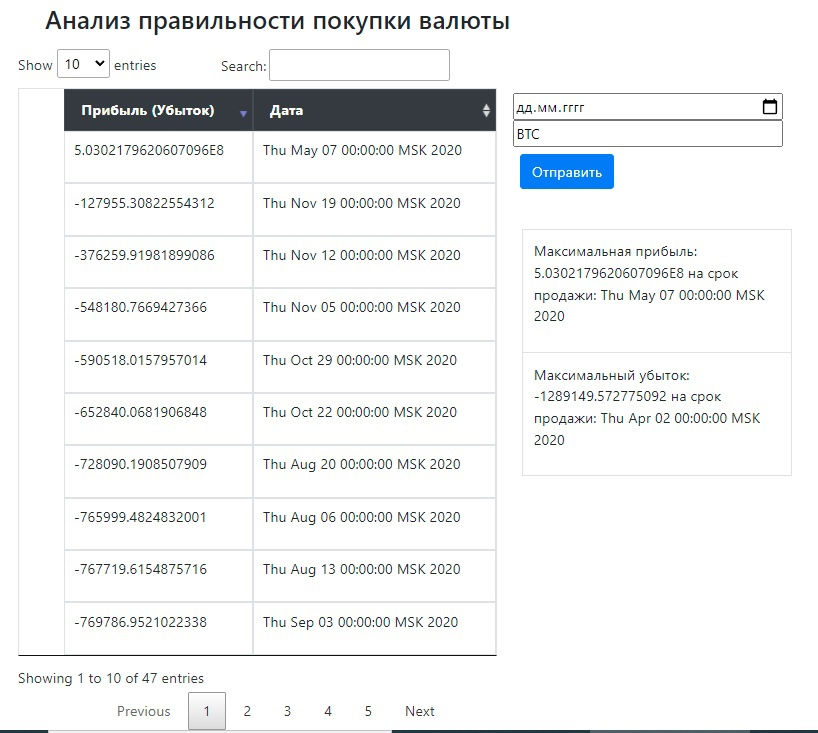 Анализ правильности покупки валюты
Show 10 entries Search:
Прибыль (Убыток) Дата
5.0302179620607096E8 Thu May 07 00:00:00 MSK 2020
-127955.30822554312 Thu Nov 19 00:00:00 MSK 2020
-376259.91981899086 Thu Nov 12 00:00:00 MSK 2020
-548180.7669427366 Thu Nov 05 00:00:00 MSK 2020
-590518.0157957014 Thu Oct 29 00:00:00 MSK 2020
-652840.0681906848 Thu Oct 22 00:00:00 MSK 2020
-728090.1908507909 Thu Aug 20 00:00:00 MSK 2020
-765999.4824832001 Thu Aug 06 00:00:00 MSK 2020
-767719.6154875716 Thu Aug 13 00:00:00 MSK 2020
-769786.9521022338 Thu Sep 03 00:00:00 MSK 2020
Showing 1 to 10 of 47 entries
Previous 1 2 3 4 5 Next
дд.мм.гггг
BTC
Отправить
Максимальная прибыль:
5.0302179620607096E8 на срок
продажи: Thu May 07 00:00:00 MSK
2020
Максимальный убыток:
-1289149.572775092 на срок
продажи: Thu Apr 02 00:00:00 MSK
2020